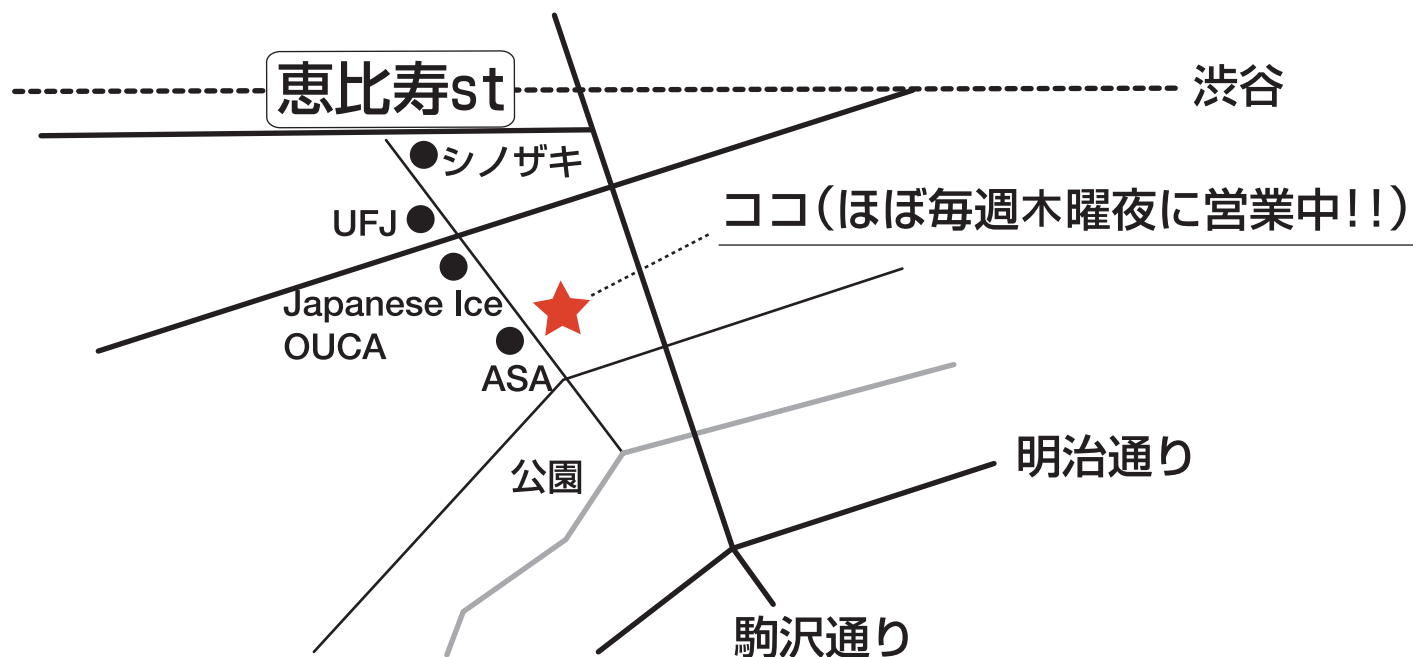 恵比寿st
渋谷
シノザキ
UFJ
ココ(ほぼ毎週木曜夜に営業中!!)
Japanese Ice
OUCA
ASA
公園
明治通り
駒沢通り